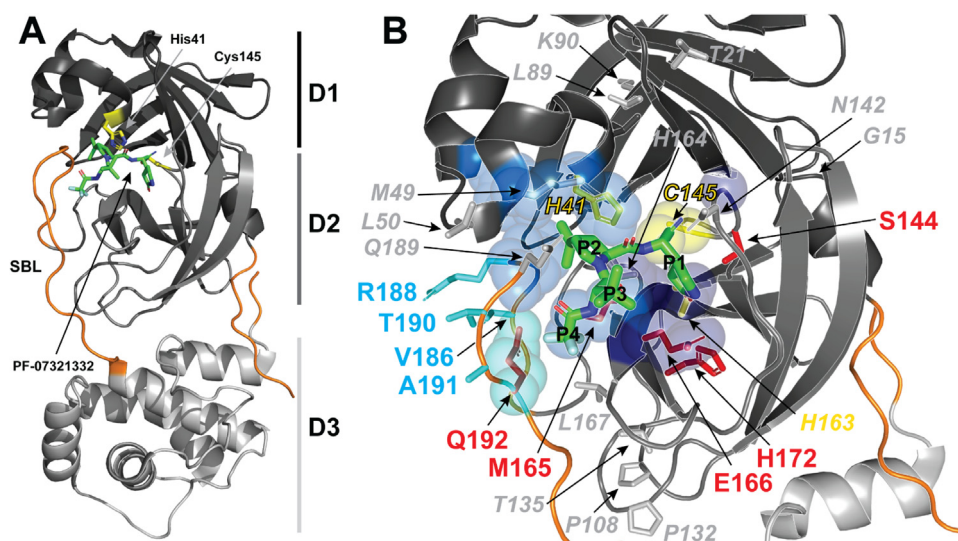 A
His41
Cys145
D1
D2
SBL
PF-07321332
D3
B
K90
L89
T21
N142
G15
H164
M49
H41
C145
L50
Q189
S144
P2
P1
R188
P3
T190
P4
V186
A191
L167
H163
Q192
M165
H172
E166
T135
P108
P132